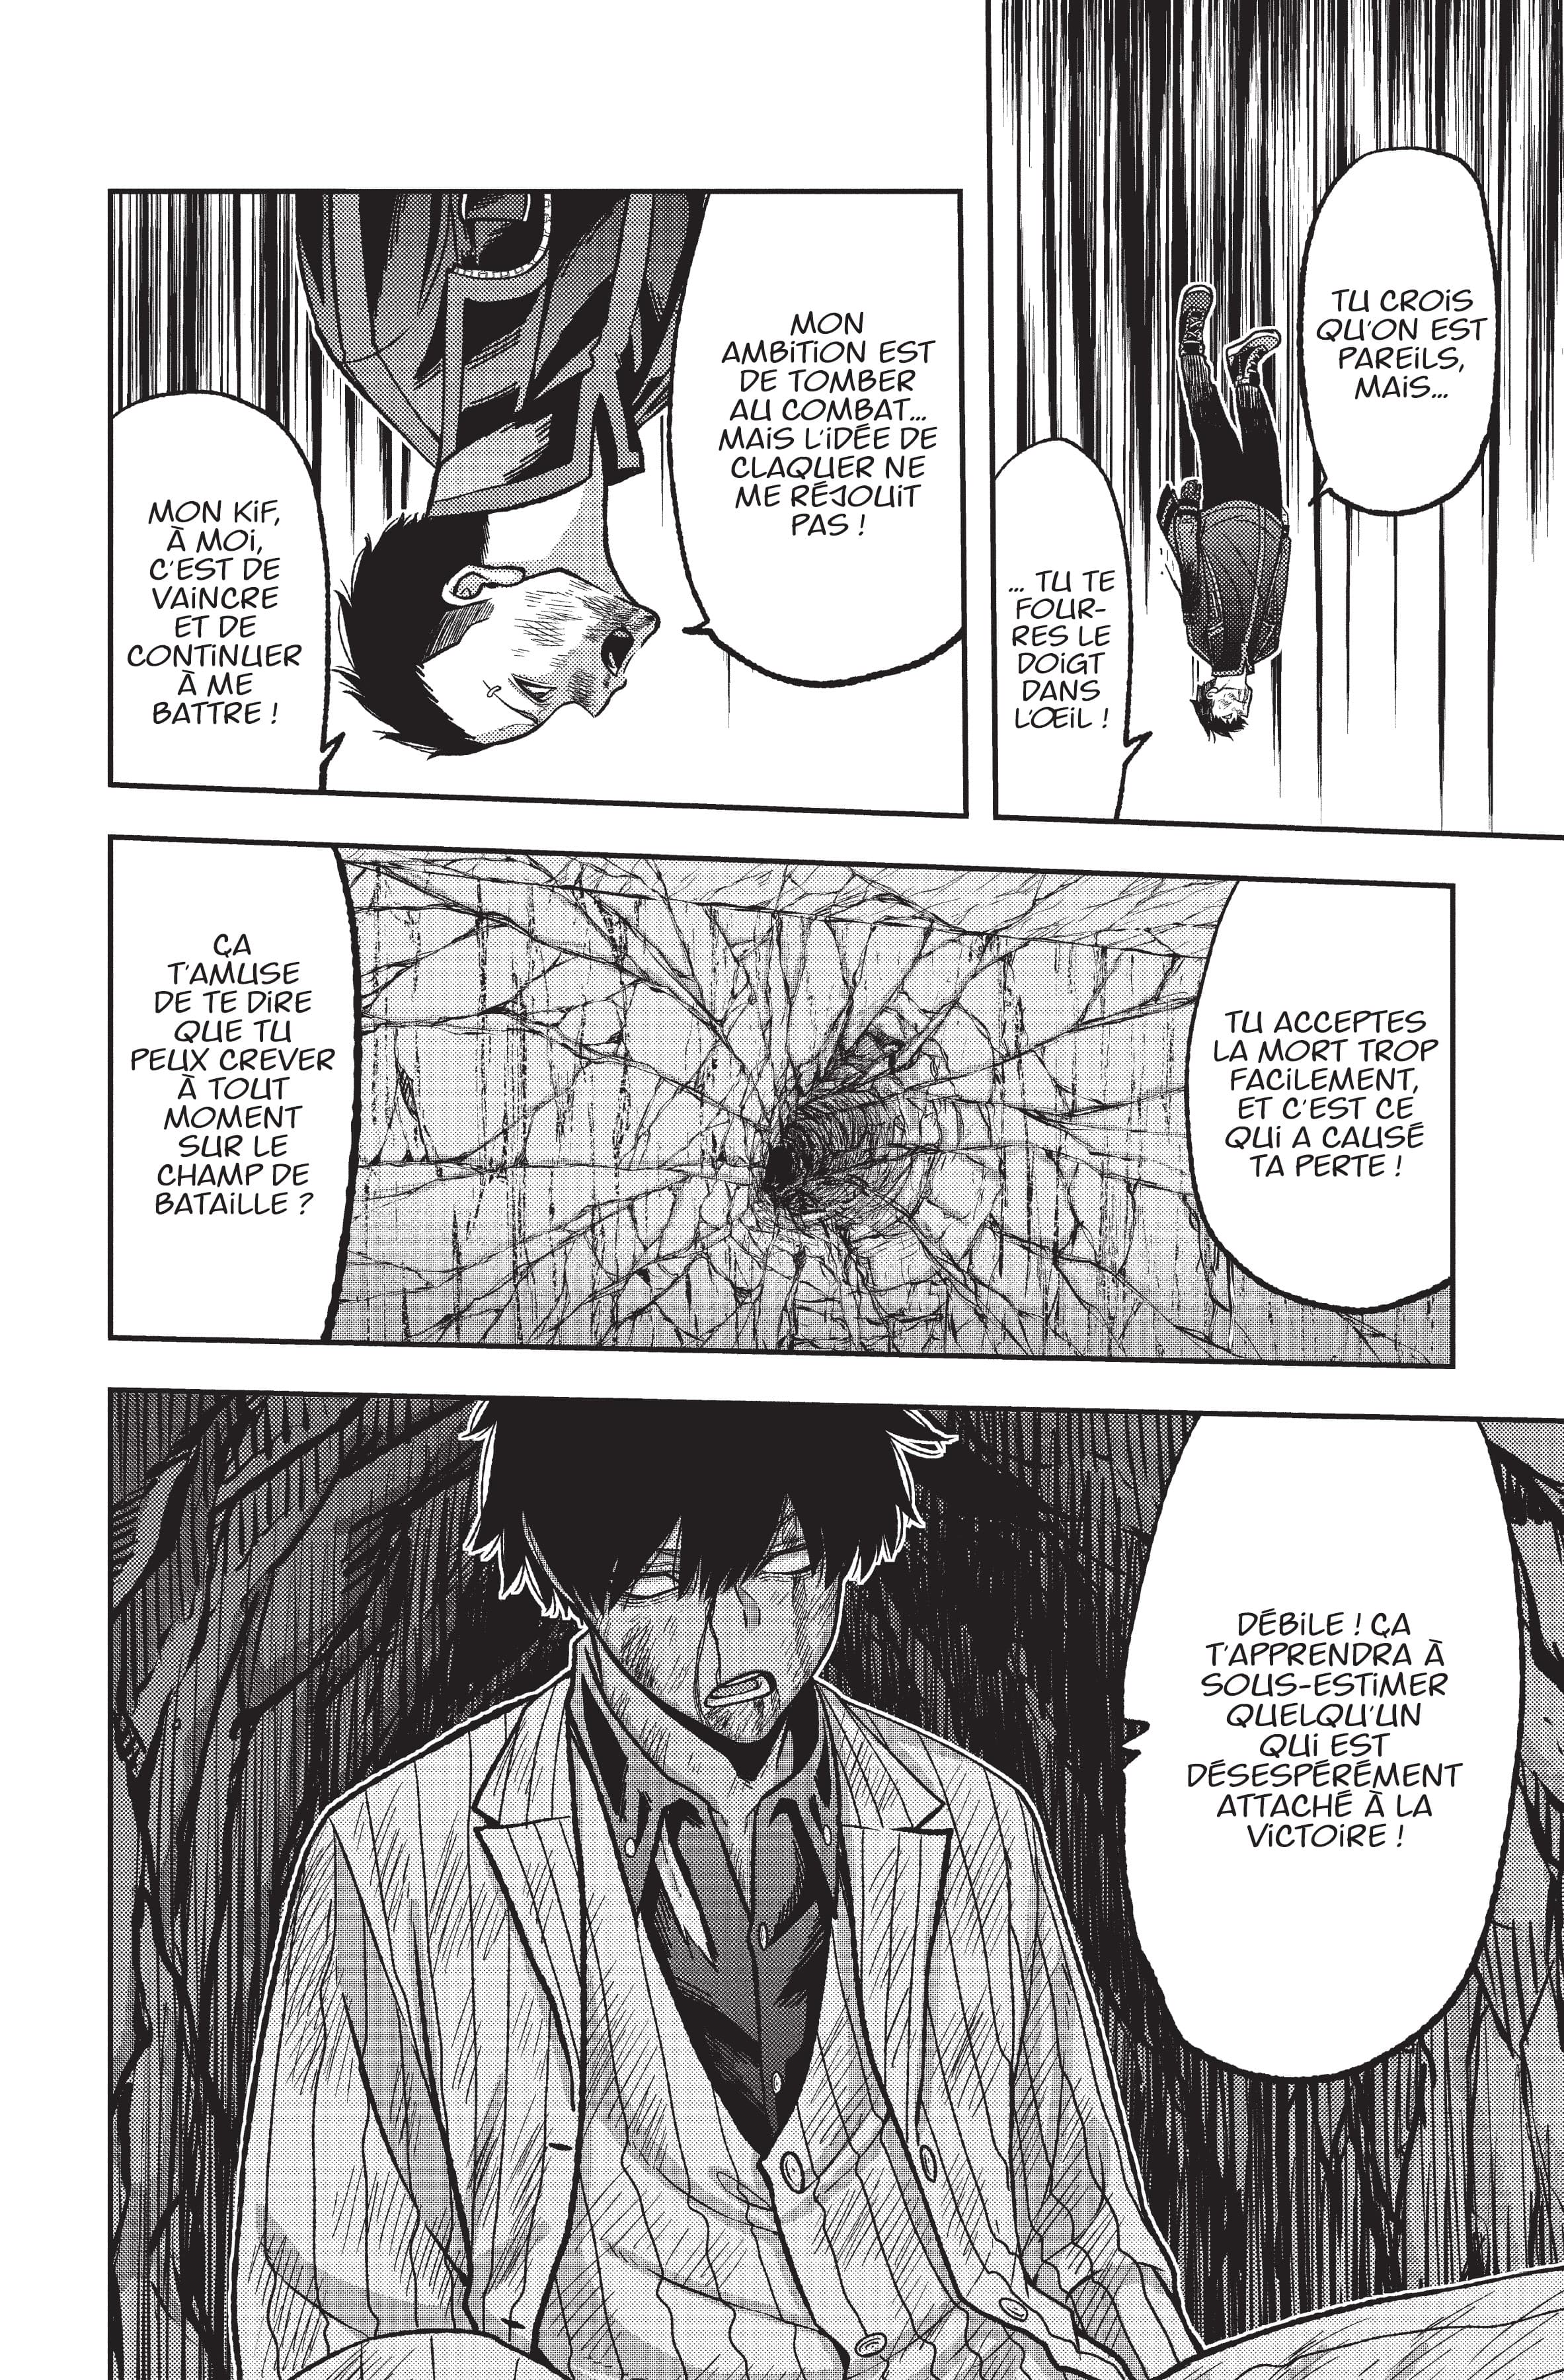 TU CROIS
QU'ON EST
PAREILS,
MAIS...
... TU TE
FOUR-
RES LE
DOIGT
DANS
L'ŒIL !
MON
AMBITION EST
DE TOMBER
AU COMBAT...
MAIS L'IDÉE DE
CLAQUER NE
ME RÉJOUIT
PAS !
MON KIF,
À MOI,
C'EST DE
VAINCRE
ET DE
CONTINUER
À ME
BATTRE !
TU ACCEPTES
LA MORT TROP
FACILEMENT,
ET C'EST CE
QUI A CAUSÉ
TA PERTE !
ÇA
T'AMUSE
DE TE DIRE
QUE TU
PEUX CREVER
À TOUT
MOMENT
SUR LE
CHAMP DE
BATAILLE ?
DÉBILE ! ÇA
T'APPRENDRA À
SOUS-ESTIMER
QUELQU'UN
QUI EST
DÉSESPÉRÉMENT
ATTACHÉ À LA
VICTOIRE !